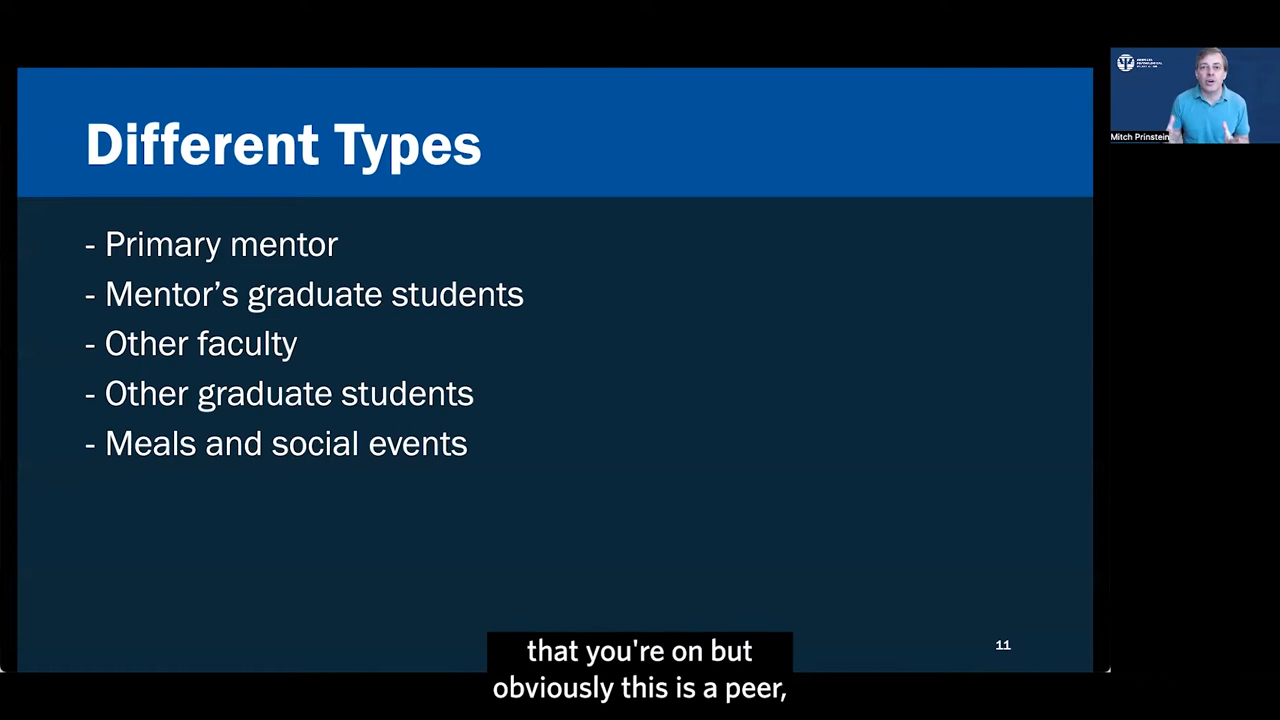 Different Types
- Primary mentor
- Mentor's graduate students
- Other faculty
- Other graduate students
- Meals and social events
11
Mitch Prinstein
that you're on but
obviously this is a peer,